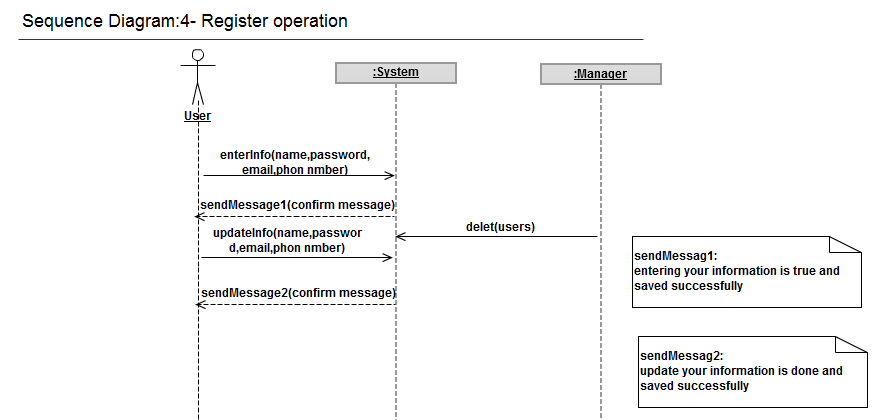 Sequence Diagram:4- Register operation
:System
:Manager
User
enterInfo(name,password,
email,phon nmber)
sendMessage1(confirm message)
updateInfo(name,passwor
d,email,phon nmber)
delet(users)
sendMessage2(confirm message)
sendMessag1:
entering your information is true and
saved successfully
sendMessag2:
update your information is done and
saved successfully